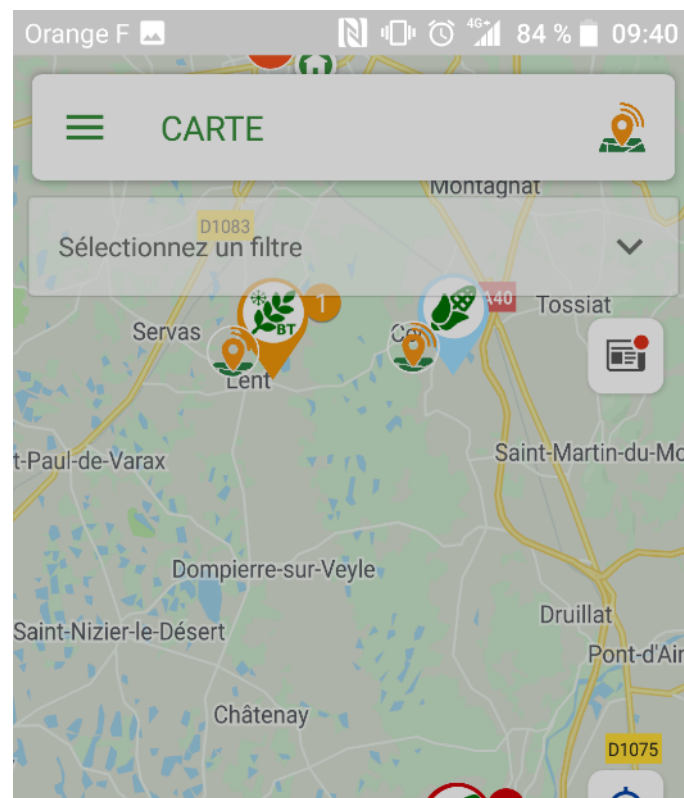 Orange F
4G+
84 %
09:40
CARTE
Montagnat
D1083
Sélectionnez un filtre
1
A40
Tossiat
BT
Servas
Lent
Saint-Martin-du-Mo
t-Paul-de-Varax
Dompierre-sur-Veyle
Druillat
Saint-Nizier-le-Désert
Pont-d'Ain
Châtenay
D1075